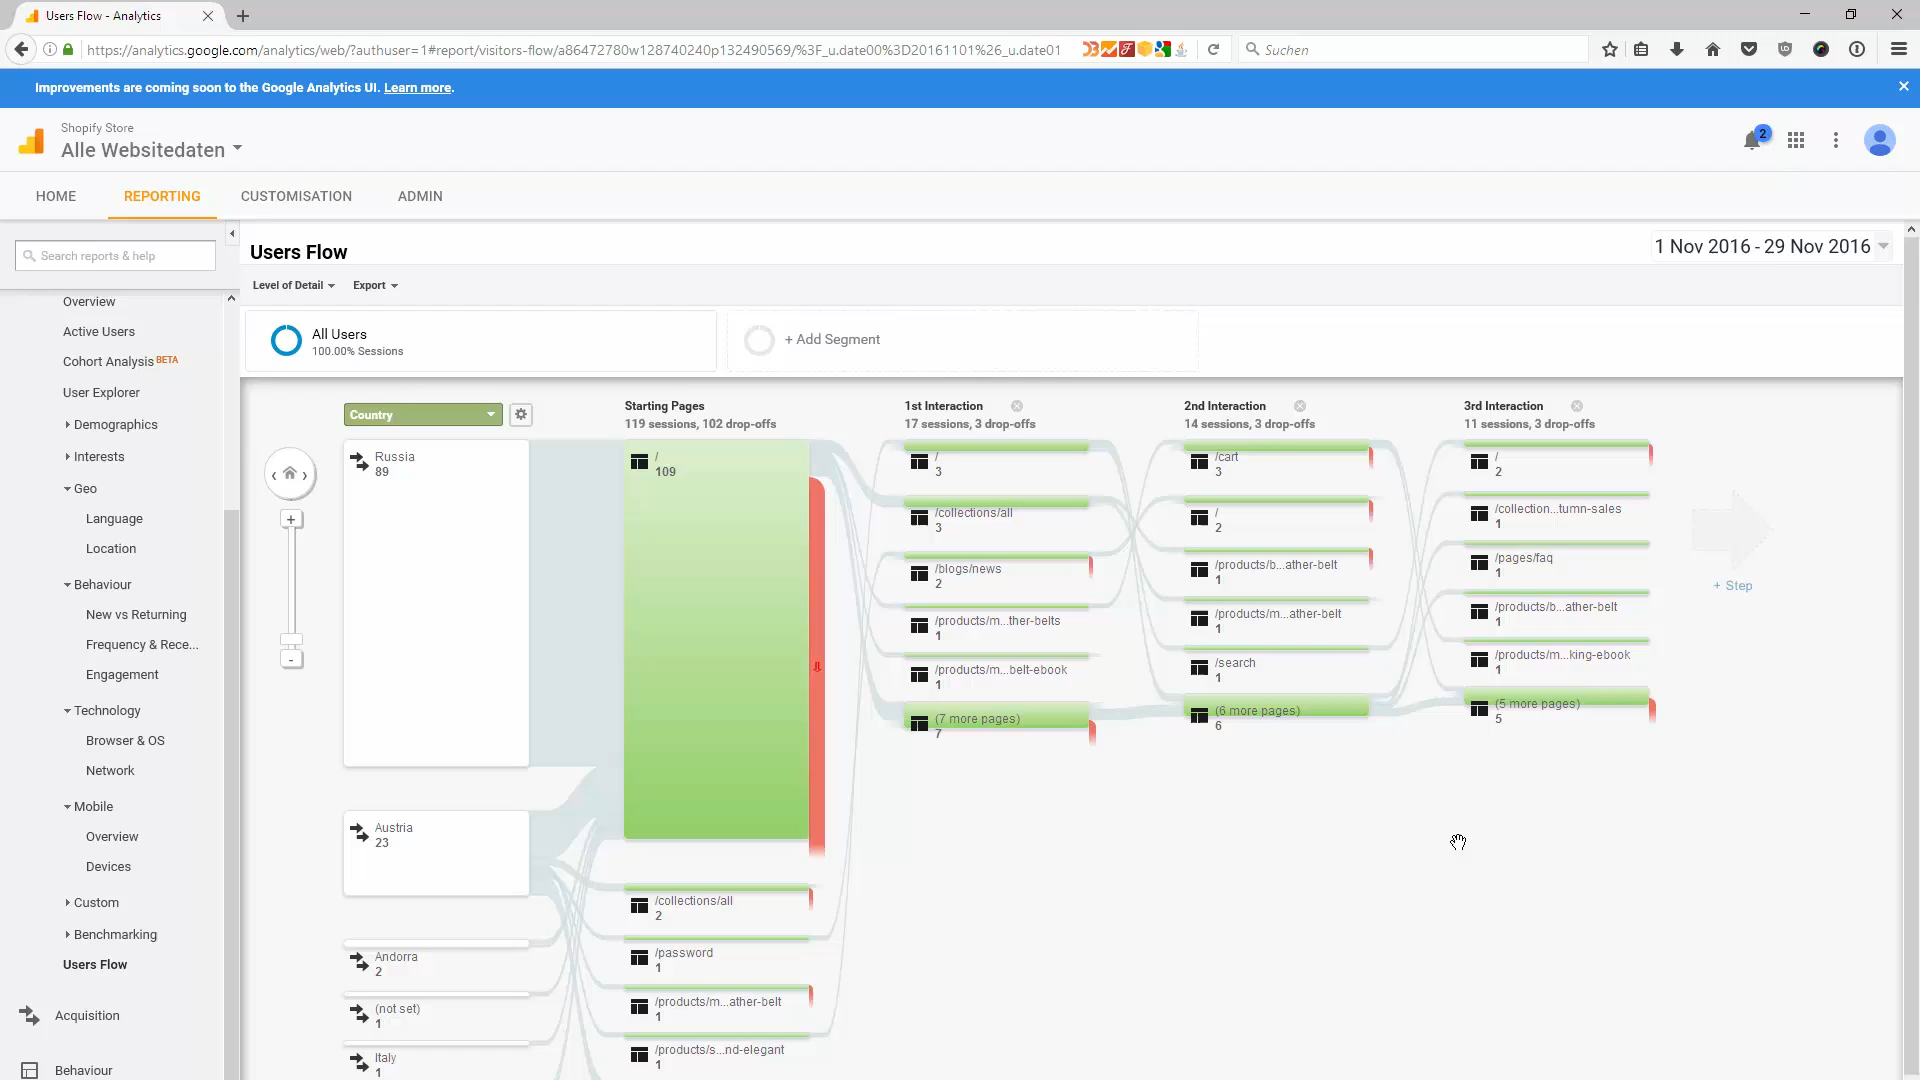 Users Flow - Analytics
https://analytics.google.com/analytics/web/?authuser=1#report/visitors-flow/a86472780w128740240p132490569/%3F_u.date00%3D20161101%26_u.date01
Suchen
Improvements are coming soon to the Google Analytics UI. Learn more.
Shopify Store
Alle Websitedaten
2
HOME
REPORTING
CUSTOMISATION
ADMIN
Search reports & help
Overview
Active Users
Cohort Analysis BETA
User Explorer
Demographics
Interests
Geo
Language
Location
Behaviour
New vs Returning
Frequency & Rece...
Engagement
Technology
Browser & OS
Network
Mobile
Overview
Devices
Custom
Benchmarking
Users Flow
Acquisition
Behaviour
Users Flow
1 Nov 2016 - 29 Nov 2016
Level of Detail
Export
All Users
100.00% Sessions
+ Add Segment
Country
Russia
89
Austria
23
Andorra
2
(not set)
1
Italy
1
Starting Pages
119 sessions, 102 drop-offs
/
109
/collections/all
2
/password
1
/products/m...ather-belt
1
/products/s...nd-elegant
1
1st Interaction
17 sessions, 3 drop-offs
/
3
/collections/all
3
/blogs/news
2
/products/m...ther-belts
1
/products/m...belt-ebook
1
(7 more pages)
7
2nd Interaction
14 sessions, 3 drop-offs
/cart
3
/
2
/products/b...ather-belt
1
/products/m...ather-belt
1
/search
1
(6 more pages)
6
3rd Interaction
11 sessions, 3 drop-offs
/
2
/collection...tumn-sales
1
/pages/faq
1
/products/b...ather-belt
1
/products/m...king-ebook
1
(5 more pages)
5
+ Step